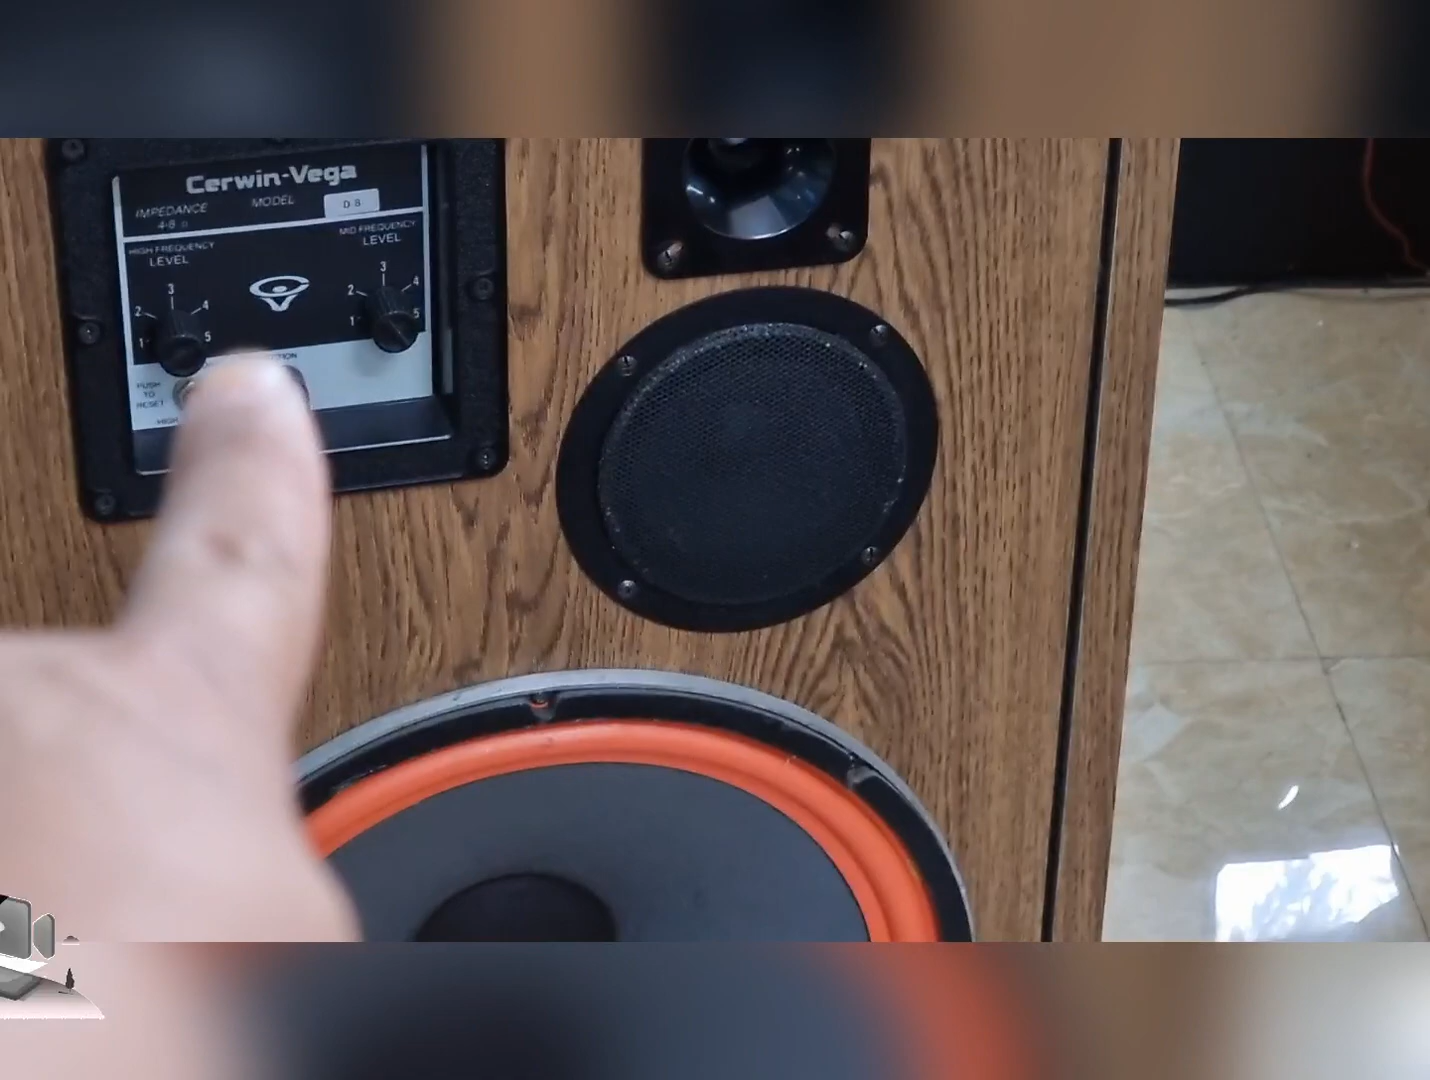 Cerwin-Vega
IMPEDANCE MODEL D 8
4-8 Ω
HIGH FREQUENCY
LEVEL
MID FREQUENCY
LEVEL
1 2 3 4 5
1 2 3 4 5
PUSH
TO
RESET
HIGH